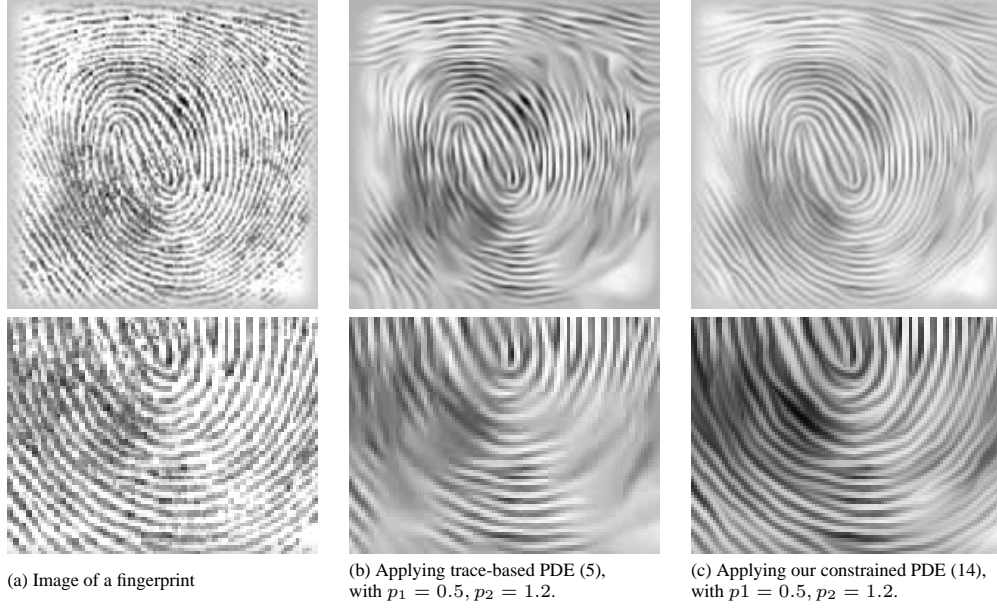 (a) Image of a fingerprint
(b) Applying trace-based PDE (5),
with p₁ = 0.5, p₂ = 1.2.
(c) Applying our constrained PDE (14),
with p1 = 0.5, p₂ = 1.2.